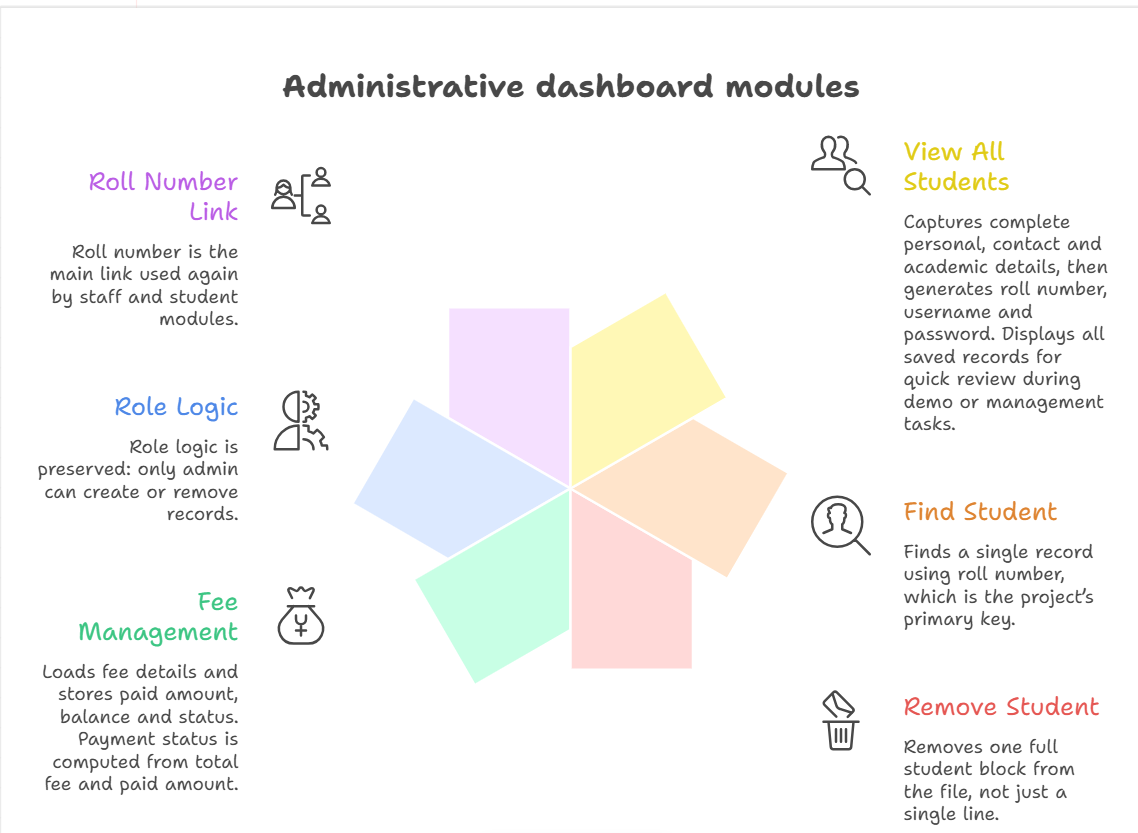 Administrative dashboard modules
Roll Number
Link
Roll number is the
main link used again
by staff and student
modules.
Role Logic
Role logic is
preserved: only admin
can create or remove
records.
Fee
Management
Loads fee details and
stores paid amount,
balance and status.
Payment status is
computed from total
fee and paid amount.
View All
Students
Captures complete
personal, contact and
academic details, then
generates roll number,
username and
password. Displays all
saved records for
quick review during
demo or management
tasks.
Find Student
Finds a single record
using roll number,
which is the project's
primary key.
Remove Student
Removes one full
student block from
the file, not just a
single line.